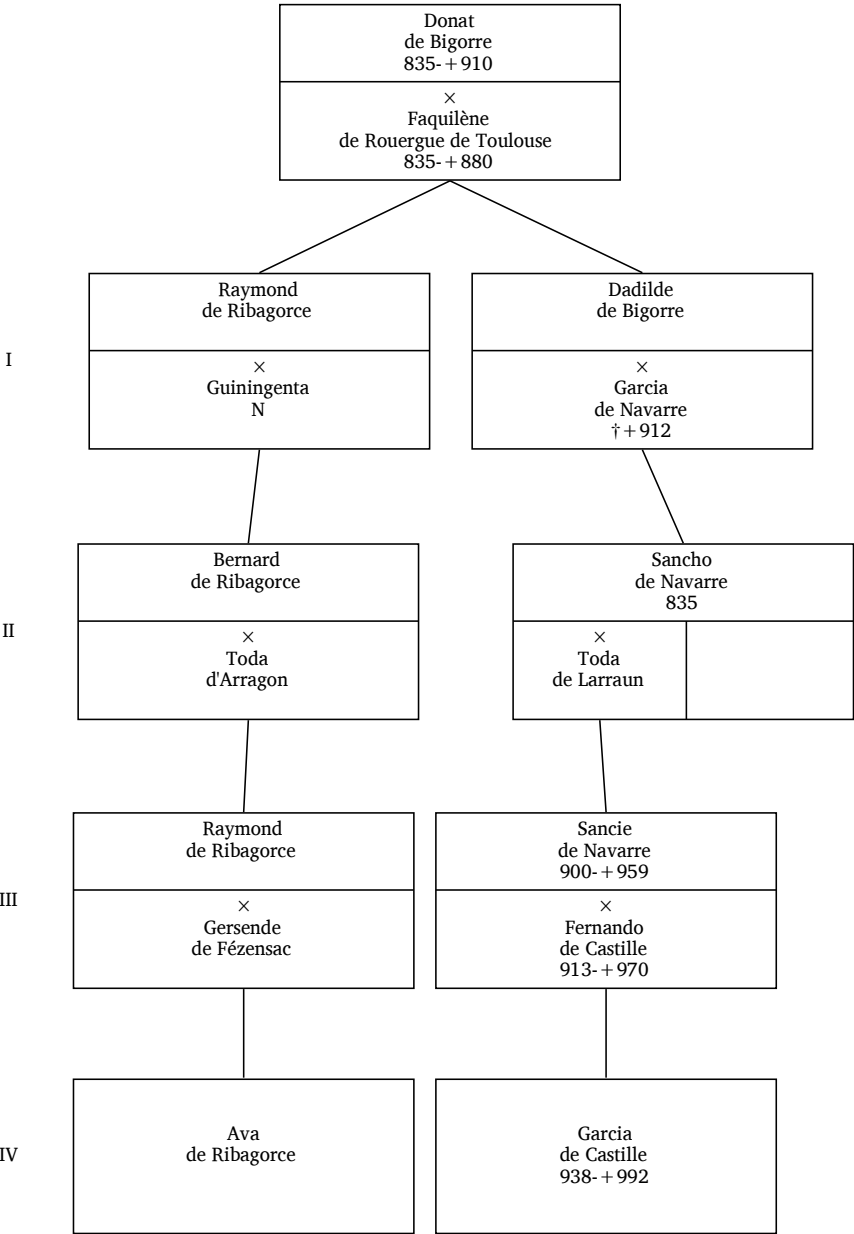 Donat
de Bigorre
835-+910
×
Faquilène
de Rouergue de Toulouse
835-+880
I
Raymond
de Ribagorce
×
Guiningenta
N
Dadilde
de Bigorre
×
Garcia
de Navarre
†+912
II
Bernard
de Ribagorce
×
Toda
d'Arragon
Sancho
de Navarre
835
×
Toda
de Larraun
III
Raymond
de Ribagorce
×
Gersende
de Fézensac
Sancie
de Navarre
900-+959
×
Fernando
de Castille
913-+970
IV
Ava
de Ribagorce
Garcia
de Castille
938-+992